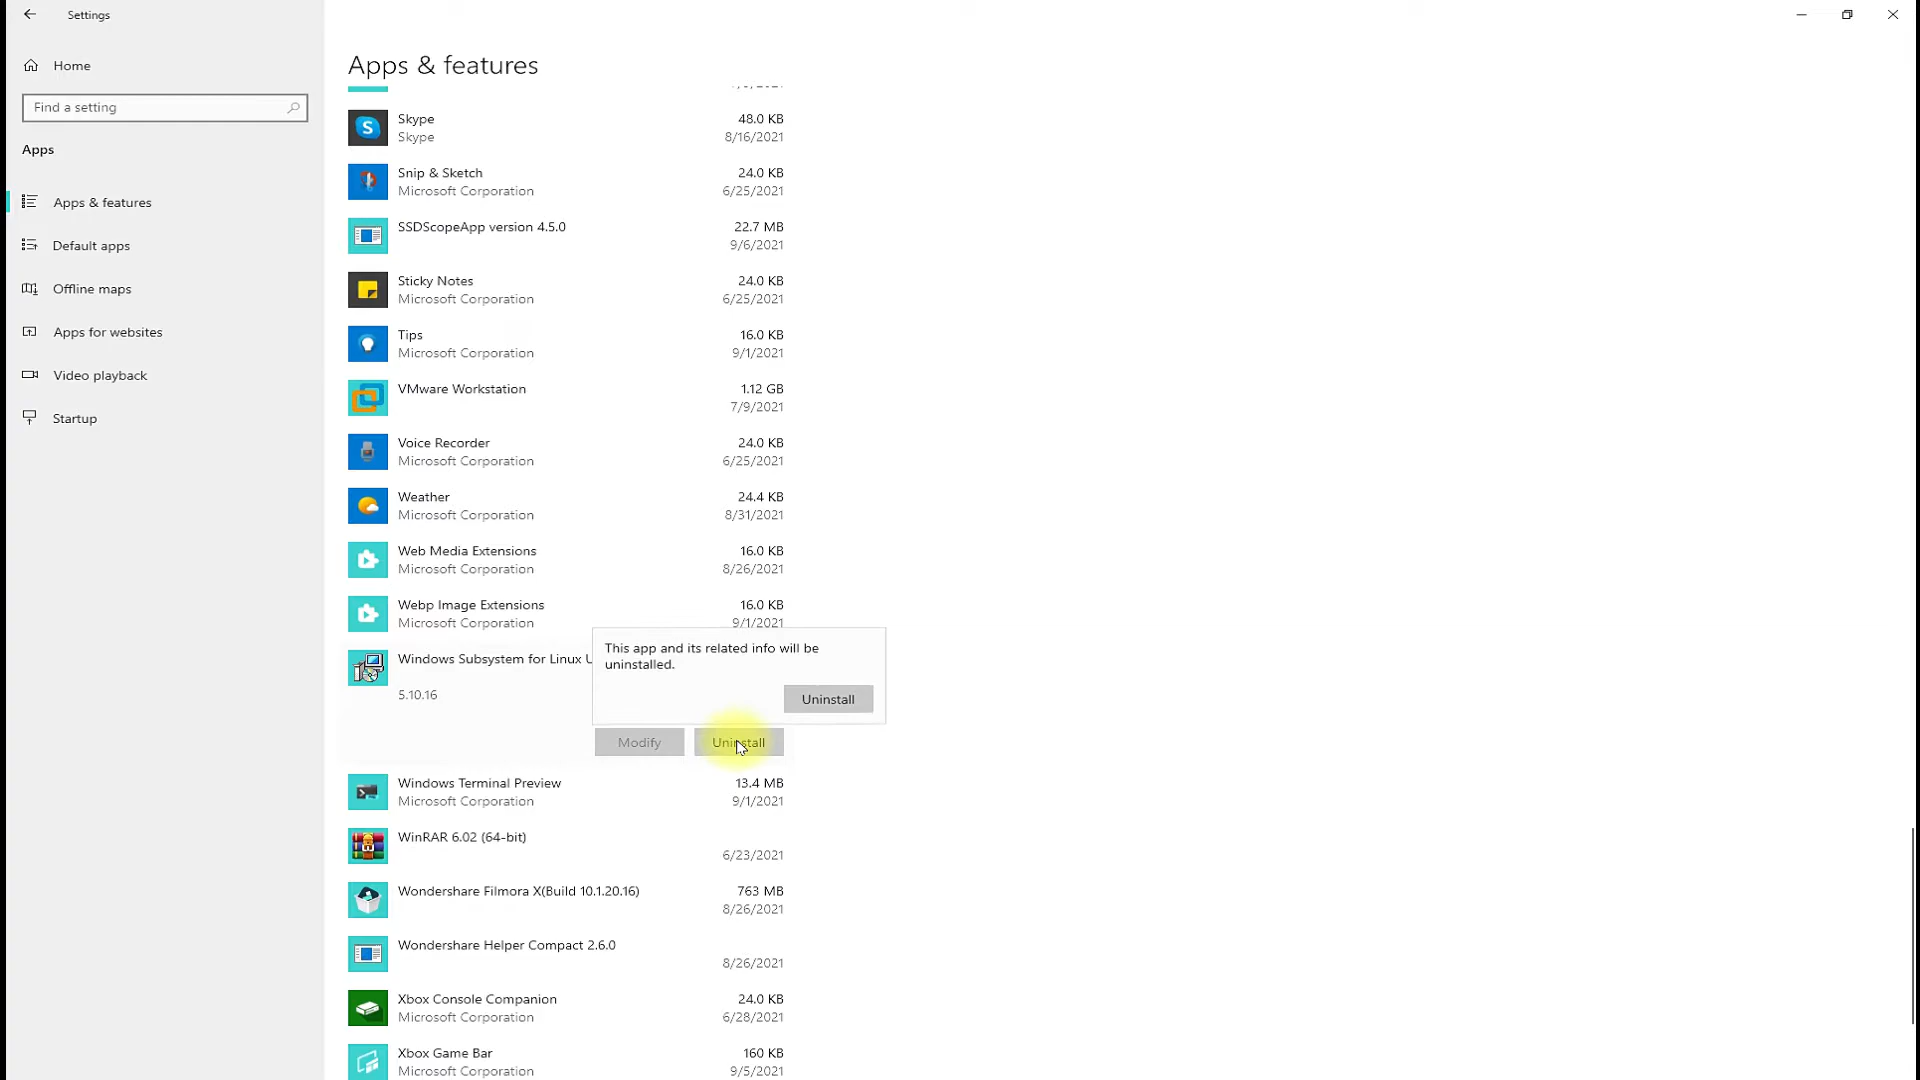 Settings
Home
Find a setting
Apps
Apps & features
Default apps
Offline maps
Apps for websites
Video playback
Startup
Apps & features
Skype
48.0 KB
Skype
8/16/2021
Snip & Sketch
24.0 KB
Microsoft Corporation
6/25/2021
SSDScopeApp version 4.5.0
22.7 MB
9/6/2021
Sticky Notes
24.0 KB
Microsoft Corporation
6/25/2021
Tips
16.0 KB
Microsoft Corporation
9/1/2021
VMware Workstation
1.12 GB
7/9/2021
Voice Recorder
24.0 KB
Microsoft Corporation
6/25/2021
Weather
24.4 KB
Microsoft Corporation
8/31/2021
Web Media Extensions
16.0 KB
Microsoft Corporation
8/26/2021
Webp Image Extensions
16.0 KB
Microsoft Corporation
9/1/2021
Windows Subsystem for Linux U
5.10.16
This app and its related info will be
uninstalled.
Uninstall
Modify
Uninstall
Windows Terminal Preview
13.4 MB
Microsoft Corporation
9/1/2021
WinRAR 6.02 (64-bit)
6/23/2021
Wondershare Filmora X(Build 10.1.20.16)
763 MB
8/26/2021
Wondershare Helper Compact 2.6.0
8/26/2021
Xbox Console Companion
24.0 KB
Microsoft Corporation
6/28/2021
Xbox Game Bar
160 KB
Microsoft Corporation
9/5/2021